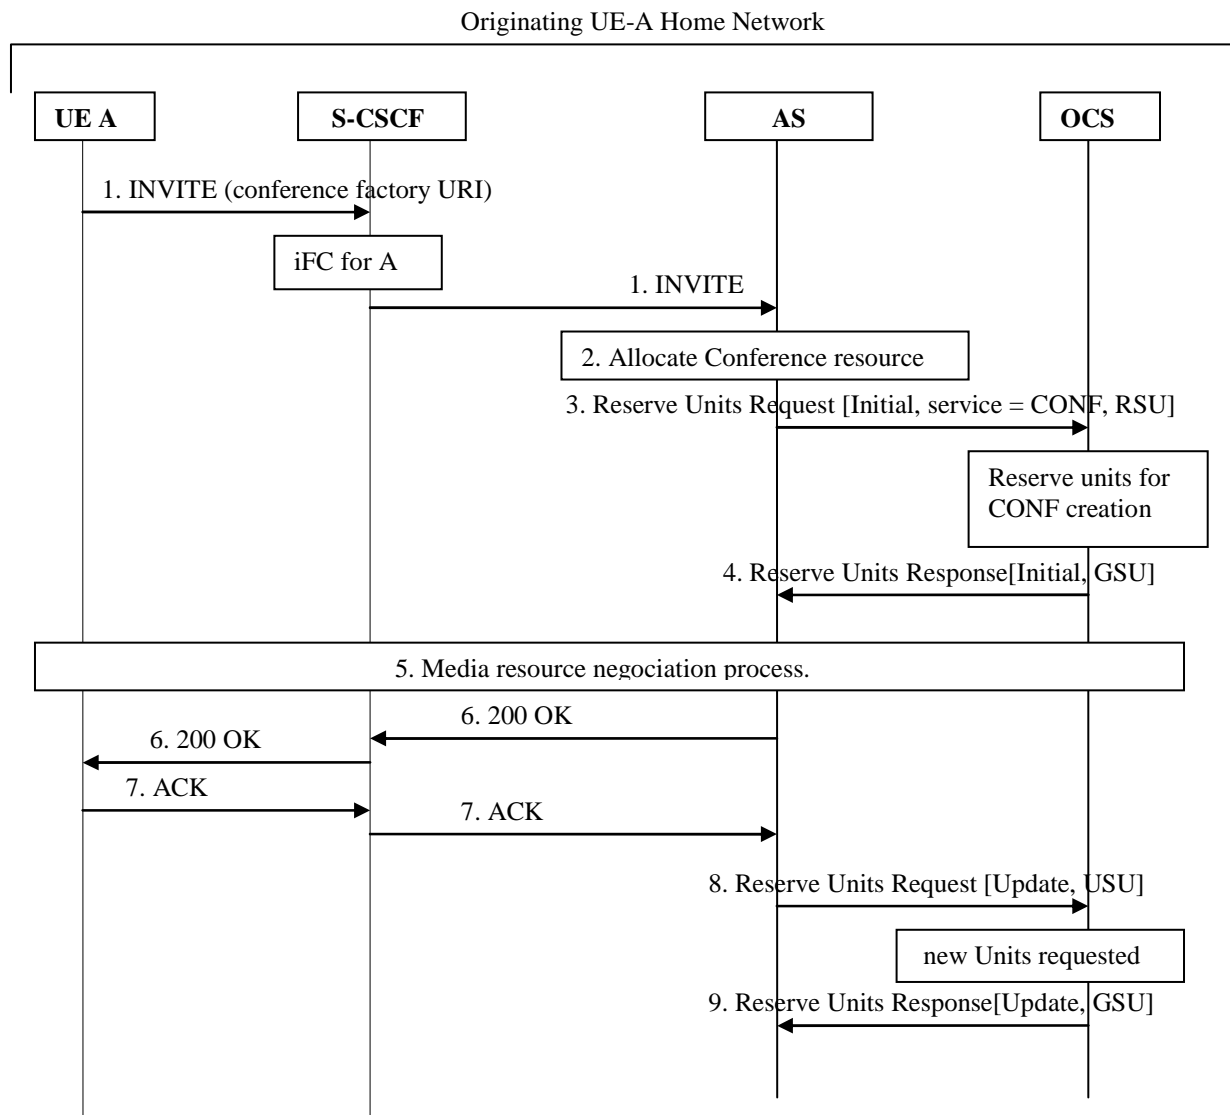 Originating UE-A Home Network
UE A
S-CSCF
AS
OCS
1. INVITE (conference factory URI)
iFC for A
1. INVITE
2. Allocate Conference resource
3. Reserve Units Request [Initial, service = CONF, RSU]
Reserve units for
CONF creation
4. Reserve Units Response[Initial, GSU]
5. Media resource negociation process.
6. 200 OK
6. 200 OK
7. ACK
7. ACK
8. Reserve Units Request [Update, USU]
new Units requested
9. Reserve Units Response[Update, GSU]